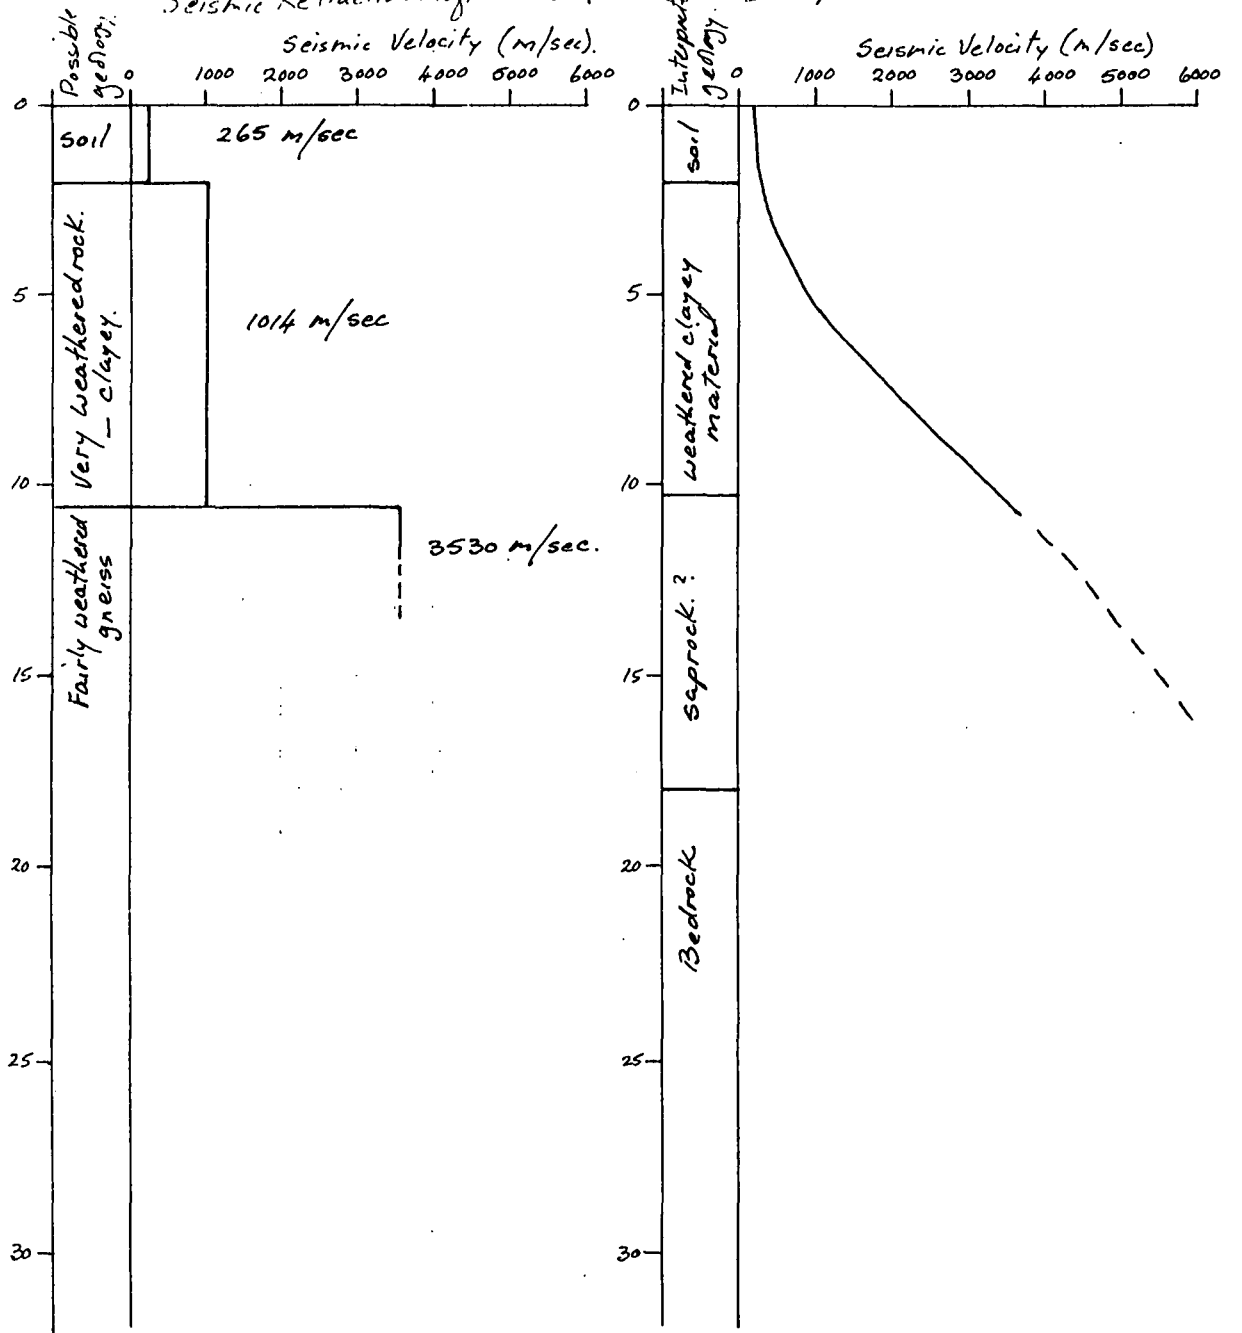 Seismic Refraction
Possible geology.
Seismic Velocity (m/sec).
0 1000 2000 3000 4000 5000 6000
0
5
10
15
20
25
30
soil
265 m/sec
Very weathered rock.
— clayey.
1014 m/sec
Fairly weathered
gneiss
3530 m/sec.
geology.
Seismic Velocity (m/sec)
0 1000 2000 3000 4000 5000 6000
0
5
10
15
20
25
30
soil
weathered clayey
material
saprock. ?
Bedrock